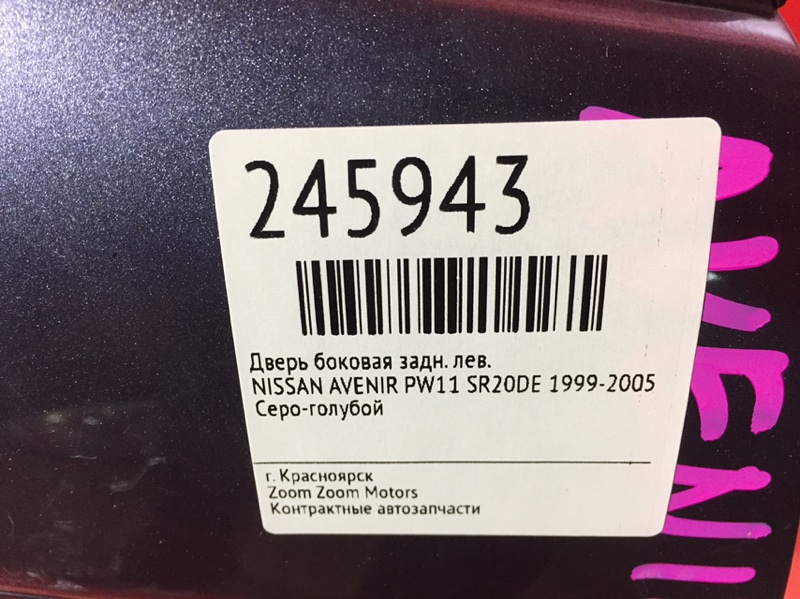 245943
Дверь боковая задн. лев.
NISSAN AVENIR PW11 SR20DE 1999-2005
Серо-голубой
г. Красноярск
Zoom Zoom Motors
Контрактные автозапчасти
AVENI